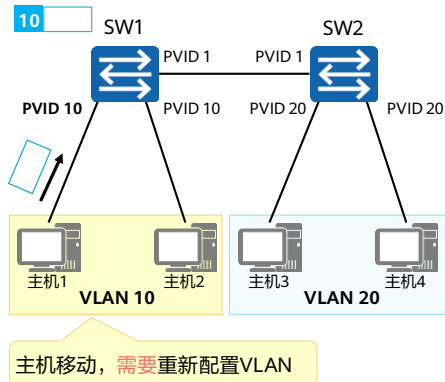 10
SW1
SW2
PVID 1
PVID 1
PVID 10
PVID 10
PVID 20
PVID 20
主机1
主机2
主机3
主机4
VLAN 10
VLAN 20
主机移动，需要重新配置VLAN